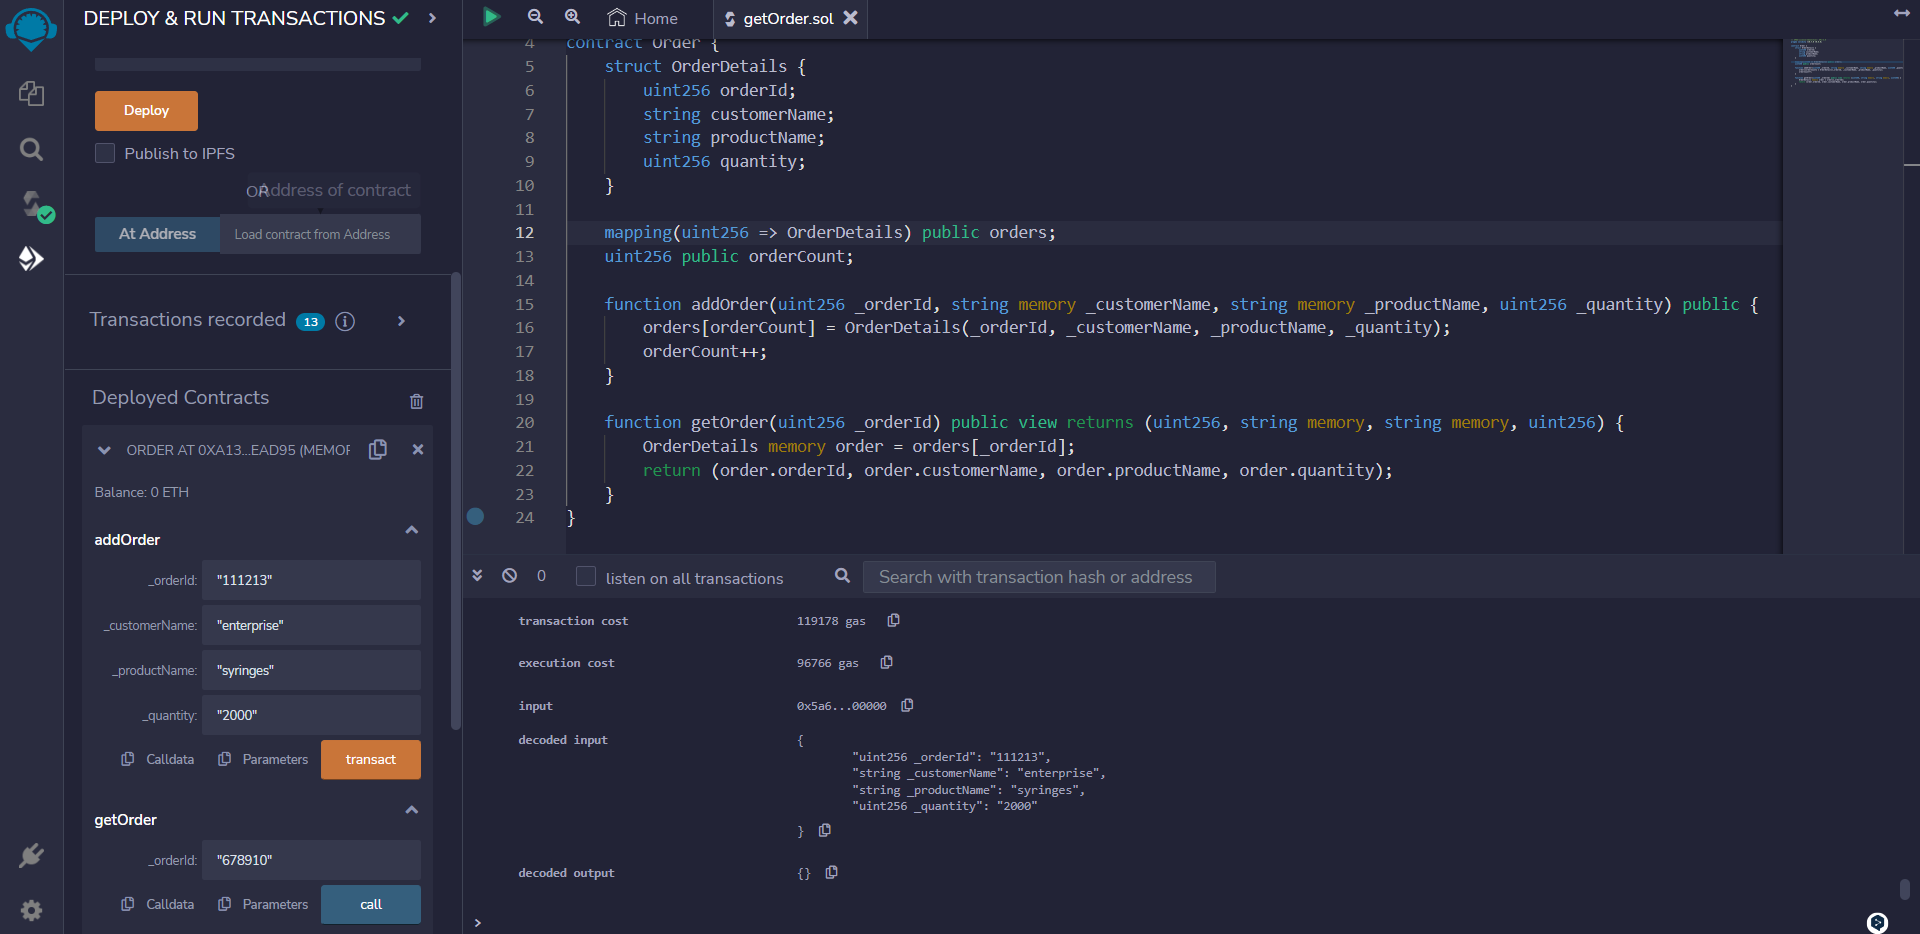 DEPLOY & RUN TRANSACTIONS
Deploy
Publish to IPFS
OR
Address of contract
At Address
Load contract from Address
Transactions recorded 13
Deployed Contracts
ORDER AT 0XA13...EAD95 (MEMOR
Balance: 0 ETH
addOrder
_orderId: "111213"
_customerName: "enterprise"
_productName: "syringes"
_quantity: "2000"
Calldata Parameters transact
getOrder
_orderId: "678910"
Calldata Parameters call
Home getOrder.sol
4 contract Order {
5 struct OrderDetails {
6 uint256 orderId;
7 string customerName;
8 string productName;
9 uint256 quantity;
10 }
11
12 mapping(uint256 => OrderDetails) public orders;
13 uint256 public orderCount;
14
15 function addOrder(uint256 _orderId, string memory _customerName, string memory _productName, uint256 _quantity) public {
16 orders[orderCount] = OrderDetails(_orderId, _customerName, _productName, _quantity);
17 orderCount++;
18 }
19
20 function getOrder(uint256 _orderId) public view returns (uint256, string memory, string memory, uint256) {
21 OrderDetails memory order = orders[_orderId];
22 return (order.orderId, order.customerName, order.productName, order.quantity);
23 }
24 }
0 listen on all transactions Search with transaction hash or address
transaction cost 119178 gas
execution cost 96766 gas
input 0x5a6...00000
decoded input {
"uint256 _orderId": "111213",
"string _customerName": "enterprise",
"string _productName": "syringes",
"uint256 _quantity": "2000"
}
decoded output {}
>